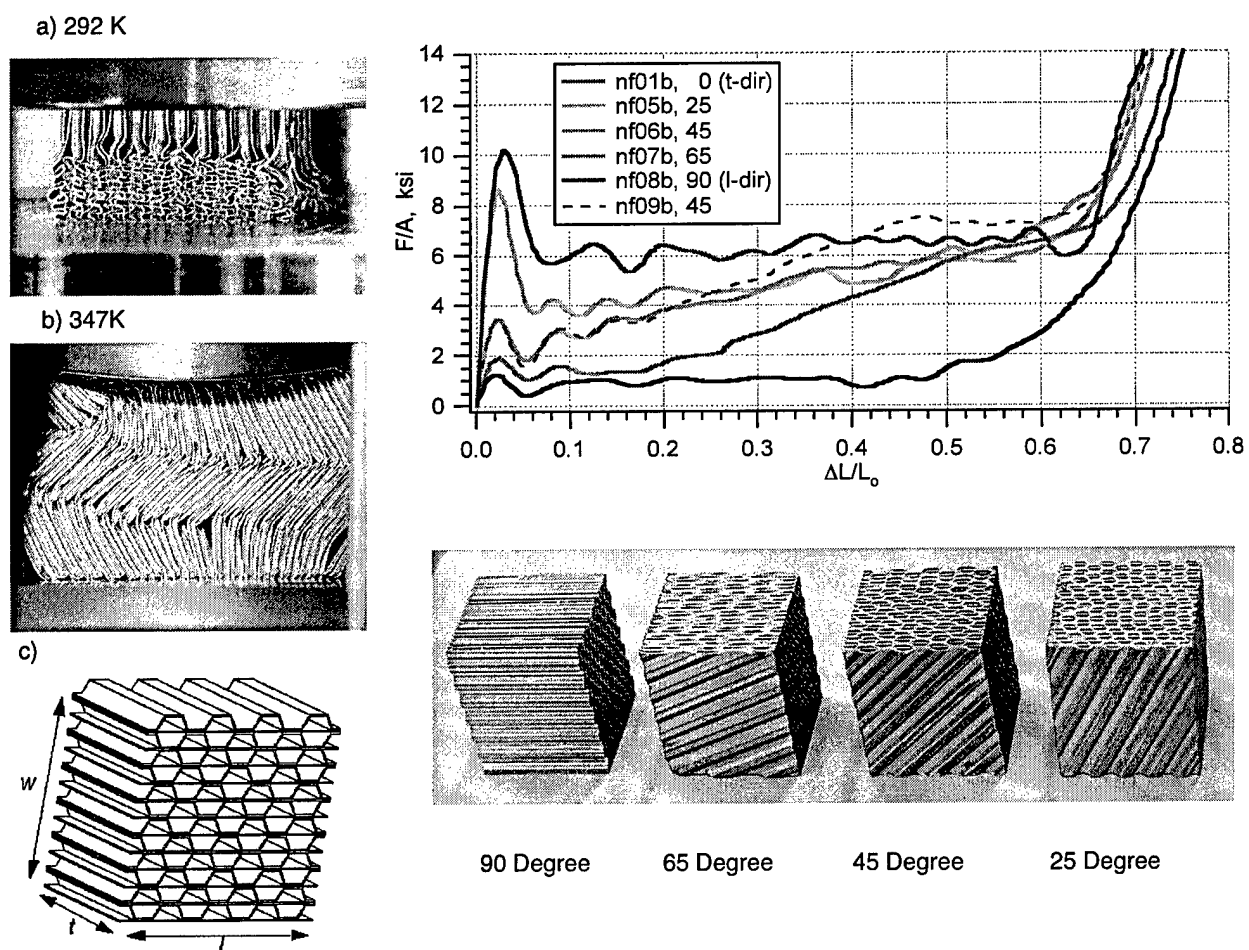 a) 292 K
b) 347K
c)
w
t
l
14
12
10
8
6
4
2
0
F/A, ksi
nf01b, 0 (t-dir)
nf05b, 25
nf06b, 45
nf07b, 65
nf08b, 90 (l-dir)
nf09b, 45
0.0 0.1 0.2 0.3 0.4 0.5 0.6 0.7 0.8
ΔL/Lo
90 Degree 65 Degree 45 Degree 25 Degree